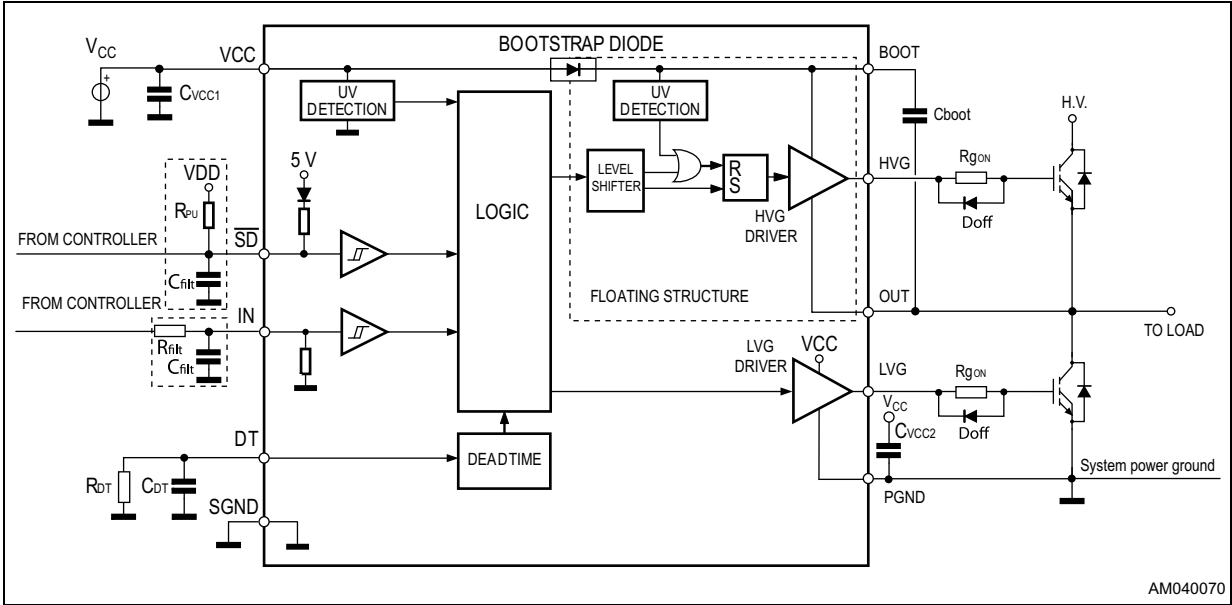 BOOTSTRAP DIODE
VCC
VCC
CVCC1
UV
DETECTION
UV
DETECTION
BOOT
Cboot
H.V.
5 V
VDD
RPU
FROM CONTROLLER
SD
Cfilt
LOGIC
LEVEL
SHIFTER
R
S
HVG
DRIVER
HVG
RgON
Doff
FLOATING STRUCTURE
OUT
TO LOAD
FROM CONTROLLER
IN
Rfilt
Cfilt
LVG
DRIVER
VCC
LVG
RgON
Doff
VCC
CVCC2
DT
DEADTIME
RDT
CDT
SGND
PGND
System power ground
AM040070